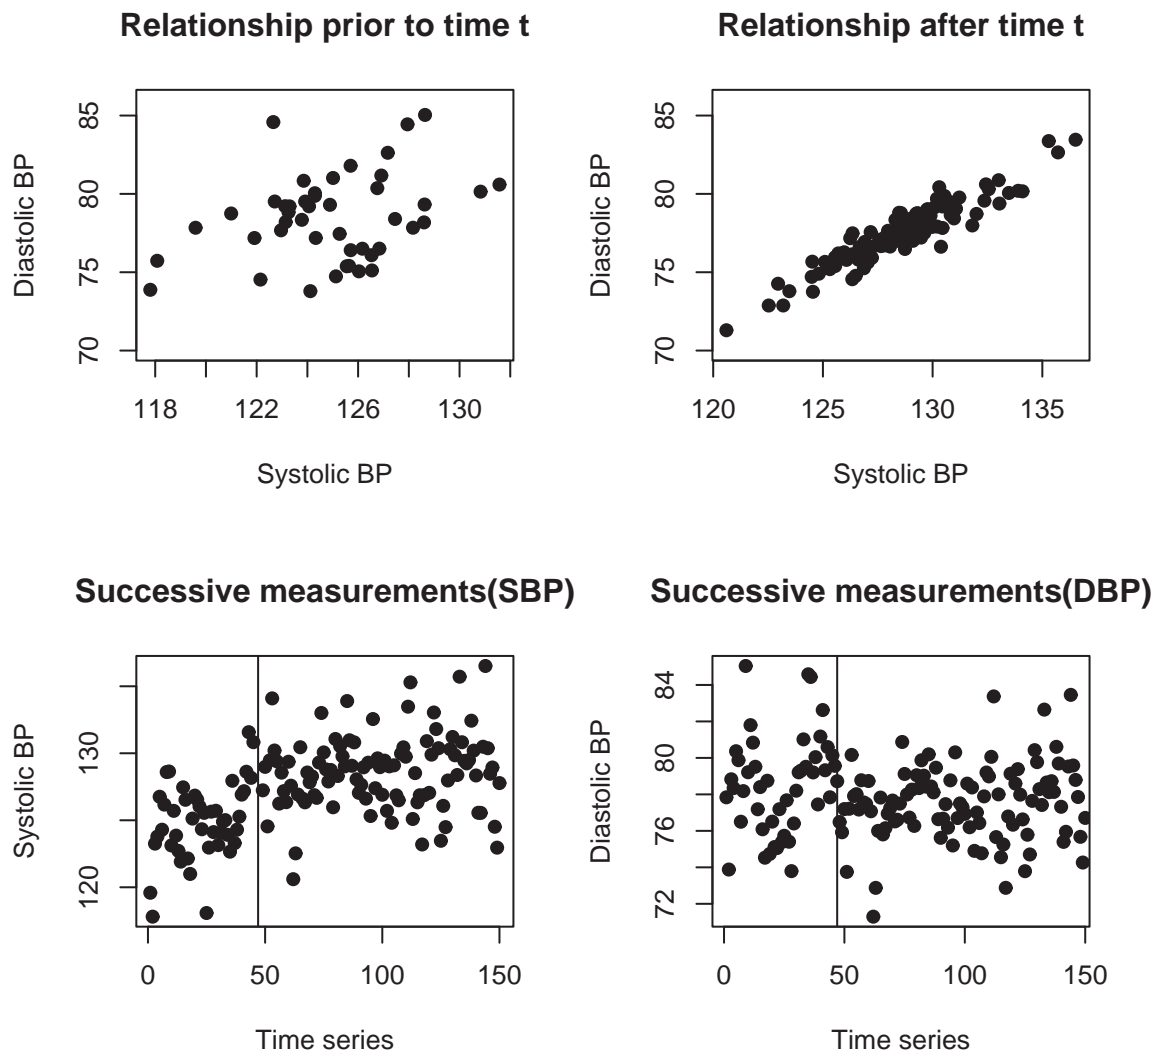 Relationship prior to time t
Diastolic BP
85
80
75
70
118 122 126 130
Systolic BP
Relationship after time t
Diastolic BP
85
80
75
70
120 125 130 135
Systolic BP
Successive measurements(SBP)
Systolic BP
130
120
0 50 100 150
Time series
Successive measurements(DBP)
Diastolic BP
84
80
76
72
0 50 100 150
Time series